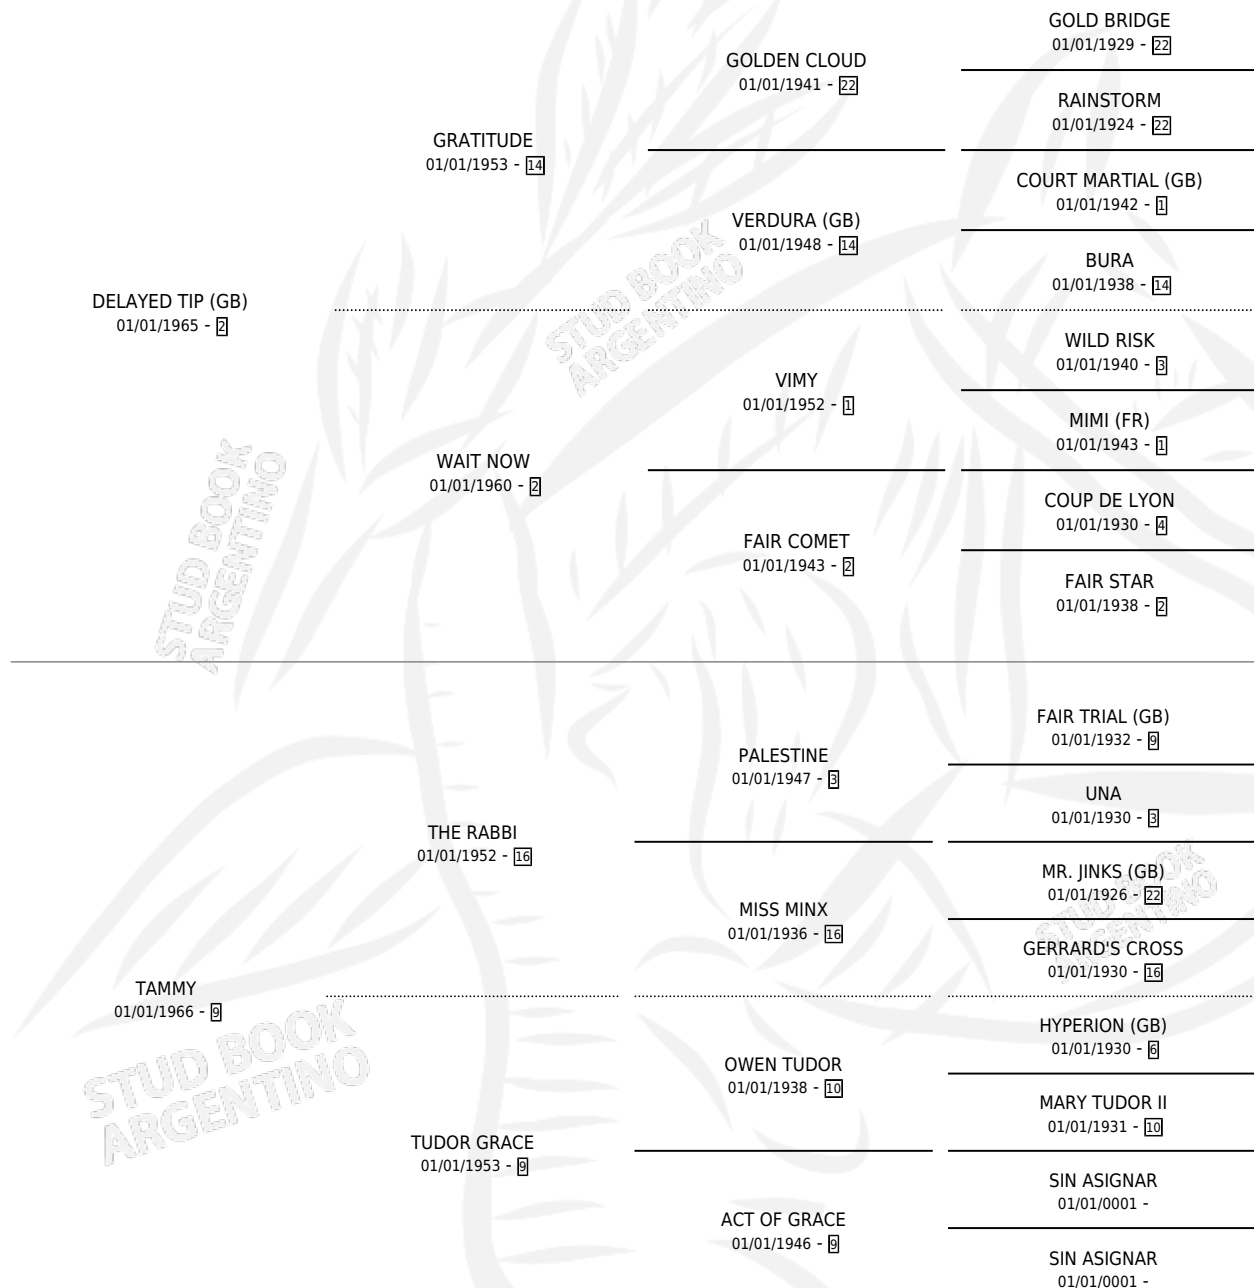 GOLD BRIDGE
01/01/1929 - 22
GOLDEN CLOUD
01/01/1941 - 22
RAINSTORM
01/01/1924 - 22
GRATITUDE
01/01/1953 - 14
COURT MARTIAL (GB)
01/01/1942 - 1
VERDURA (GB)
01/01/1948 - 14
BURA
01/01/1938 - 14
DELAYED TIP (GB)
01/01/1965 - 2
WILD RISK
01/01/1940 - 3
VIMY
01/01/1952 - 1
MIMI (FR)
01/01/1943 - 1
WAIT NOW
01/01/1960 - 2
COUP DE LYON
01/01/1930 - 4
FAIR COMET
01/01/1943 - 2
FAIR STAR
01/01/1938 - 2
STUD BOOK
ARGENTINO
STUD BOOK
ARGENTINO
FAIR TRIAL (GB)
01/01/1932 - 9
PALESTINE
01/01/1947 - 3
UNA
01/01/1930 - 3
THE RABBI
01/01/1952 - 16
MR. JINKS (GB)
01/01/1926 - 22
MISS MINX
01/01/1936 - 16
GERRARD'S CROSS
01/01/1930 - 16
TAMMY
01/01/1966 - 9
HYPERION (GB)
01/01/1930 - 6
OWEN TUDOR
01/01/1938 - 10
MARY TUDOR II
01/01/1931 - 10
TUDOR GRACE
01/01/1953 - 9
SIN ASIGNAR
01/01/0001 -
ACT OF GRACE
01/01/1946 - 9
SIN ASIGNAR
01/01/0001 -
STUD BOOK
ARGENTINO
STUD BOOK
ARGENTINO